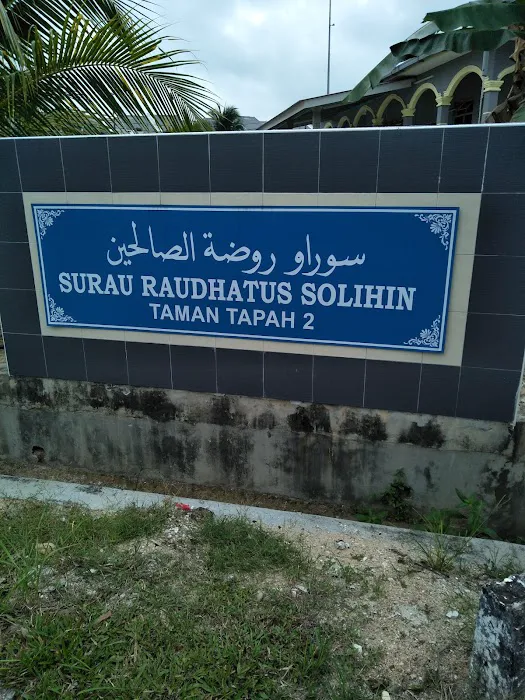 سوراو روضة الصالحين
SURAU RAUDHATUS SOLIHIN
TAMAN TAPAH 2